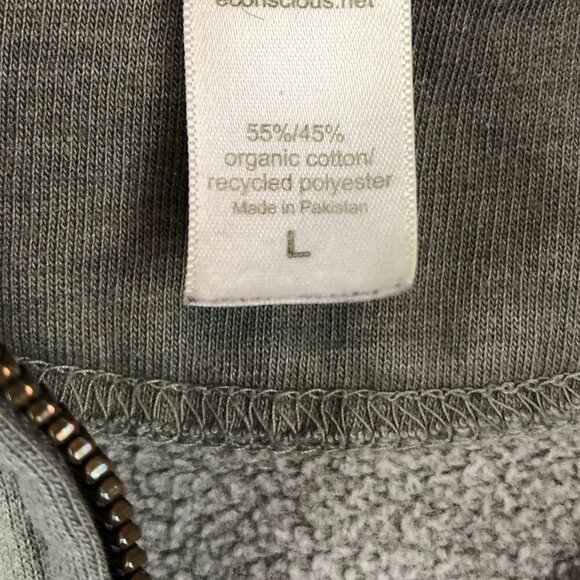 econscious.net
55%/45%
organic cotton/
recycled polyester
Made in Pakistan
L